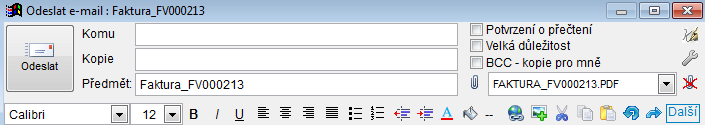 Odeslat e-mail : Faktura_FV000213
Komu
Potvrzení o přečtení
Velká důležitost
Kopie
BCC - kopie pro mně
Odeslat
Předmět: Faktura_FV000213
FAKTURA_FV000213.PDF
Calibri 12 B I U A -- Další